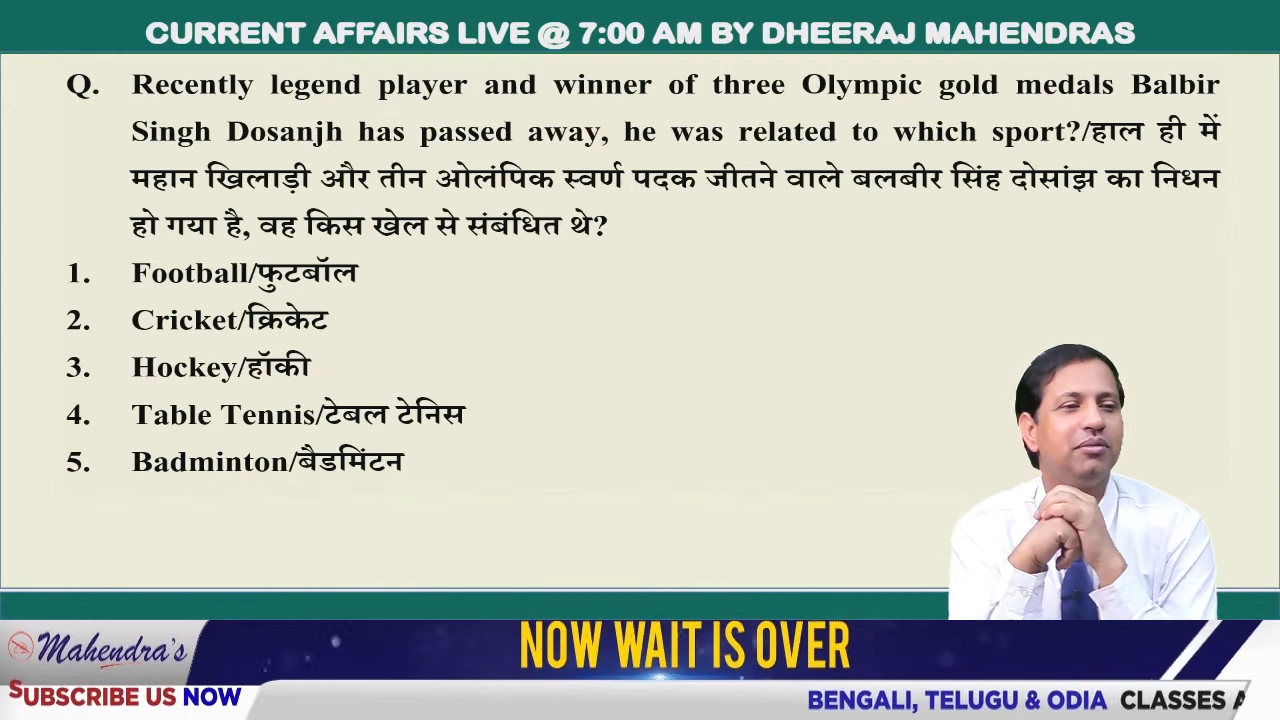 CURRENT AFFAIRS LIVE @ 7:00 AM BY DHEERAJ MAHENDRAS
Q. Recently legend player and winner of three Olympic gold medals Balbir
Singh Dosanjh has passed away, he was related to which sport?/हाल ही में
महान खिलाड़ी और तीन ओलंपिक स्वर्ण पदक जीतने वाले बलबीर सिंह दोसांझ का निधन
हो गया है, वह किस खेल से संबंधित थे?
1. Football/फुटबॉल
2. Cricket/क्रिकेट
3. Hockey/हॉकी
4. Table Tennis/टेबल टेनिस
5. Badminton/बैडमिंटन
Mahendra's
NOW WAIT IS OVER
SUBSCRIBE US NOW
BENGALI, TELUGU & ODIA CLASSES